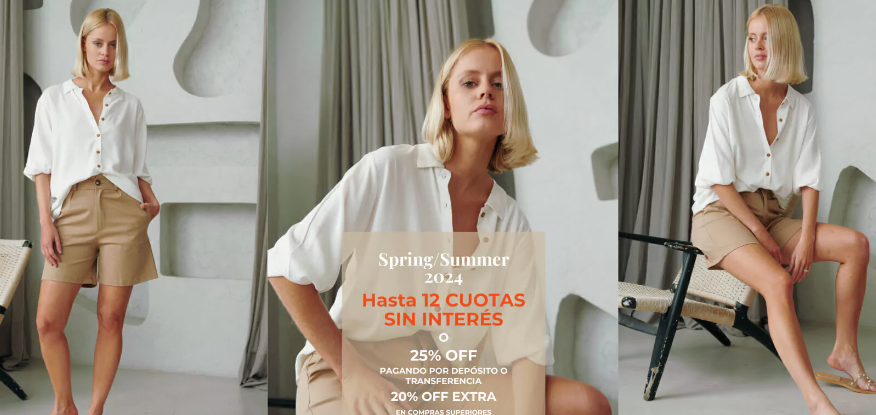 Spring/Summer
2024
Hasta 12 CUOTAS
SIN INTERÉS
O
25% OFF
PAGANDO POR DEPÓSITO O
TRANSFERENCIA
20% OFF EXTRA
EN COMPRAS SUPERIORES